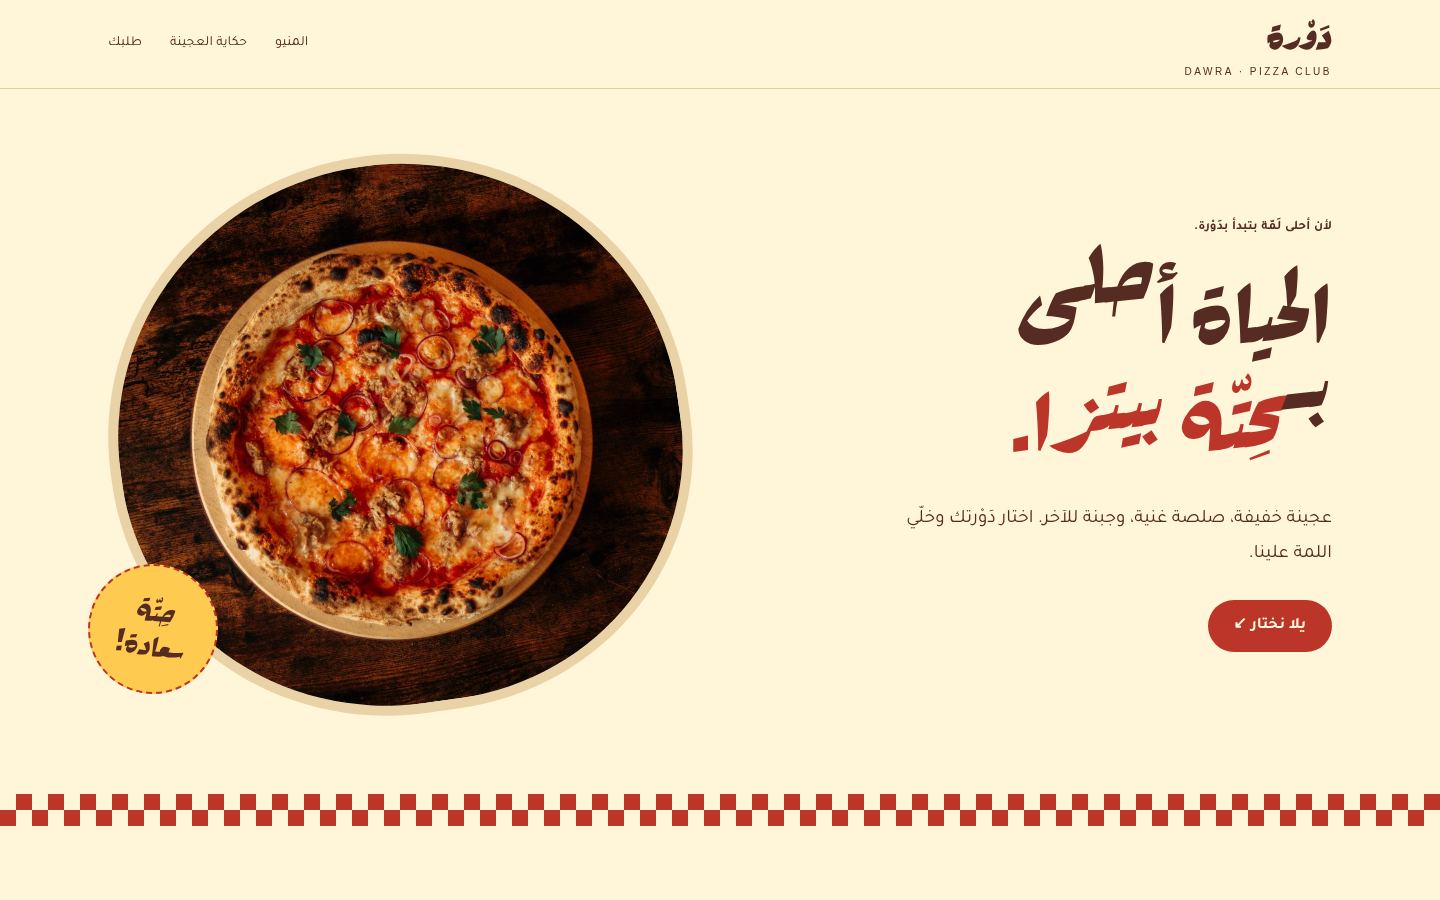 دَوْرة
DAWRA · PIZZA CLUB
المنيو
حكاية العجينة
طلبك
لأن أحلى لَمّة بتبدأ بدَوْرة.
الحياة أحلى
بحِتّة بيتزا.
عجينة خفيفة، صلصة غنية، وجبنة للآخر. اختار دَوْرتك وخلّي
اللمة علينا.
يلا نختار ↙
حِتّة
سعادة!